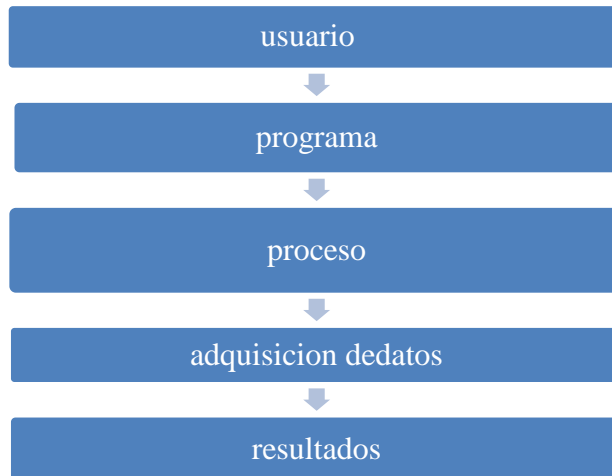 usuario
programa
proceso
adquisicion dedatos
resultados